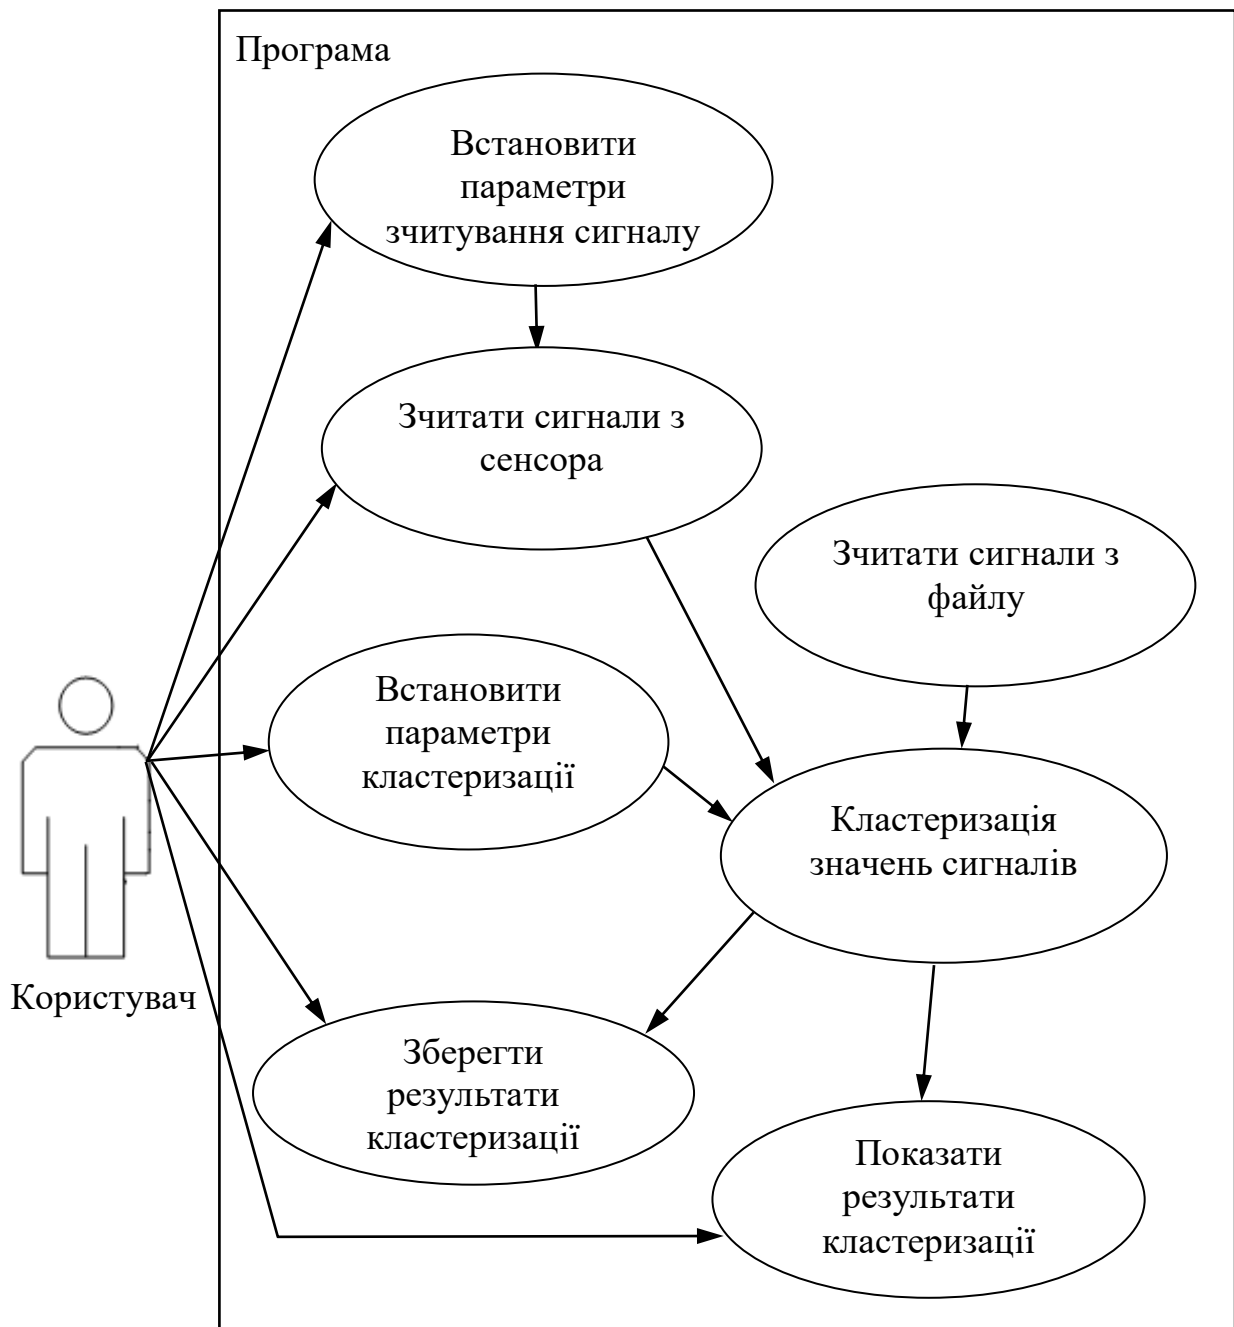 Програма
Встановити
параметри
зчитування сигналу
Зчитати сигнали з
сенсора
Зчитати сигнали з
файлу
Встановити
параметри
кластеризації
Кластеризація
значень сигналів
Користувач
Зберегти
результати
кластеризації
Показати
результати
кластеризації